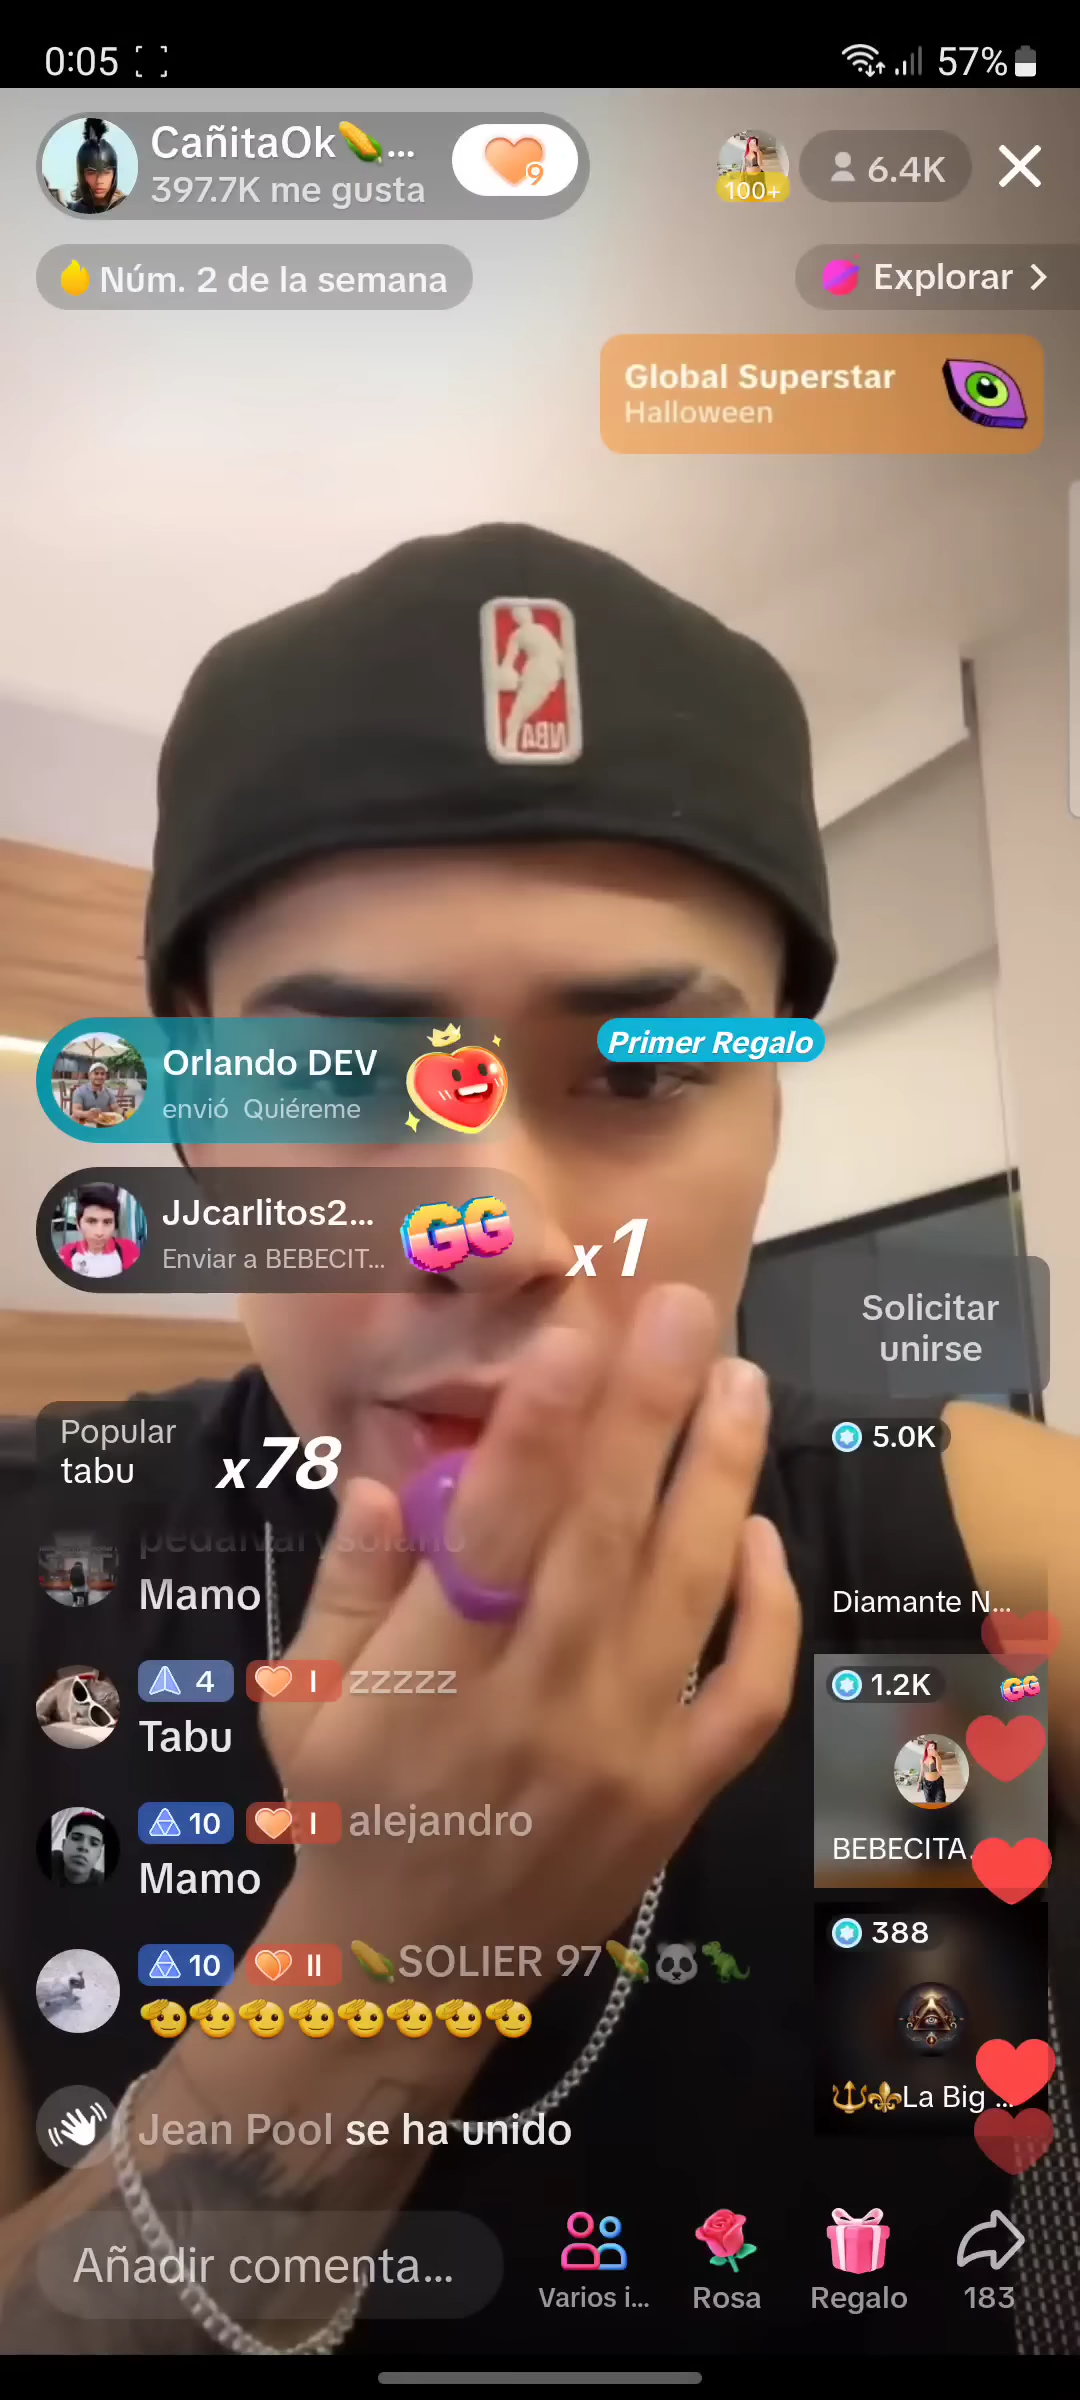 0:05
57%
CañitaOk🌽...
397.7K me gusta
9
100+
6.4K
Núm. 2 de la semana
Explorar >
Global Superstar
Halloween
NBA
Orlando DEV
envió Quiéreme
Primer Regalo
JJcarlitos2...
Enviar a BEBECIT...
GG
x1
Solicitar
unirse
Popular
tabu
x78
5.0K
pedalvarysolano
Mamo
Diamante N...
4 I zzzzz
Tabu
1.2K
GG
10 I alejandro
Mamo
BEBECITA...
10 II 🌽SOLIER 97🌽🐼🦖
🫡🫡🫡🫡🫡🫡🫡🫡
388
🔱⚜️La Big ...
Jean Pool se ha unido
Añadir comenta...
Varios i...
Rosa
Regalo
183